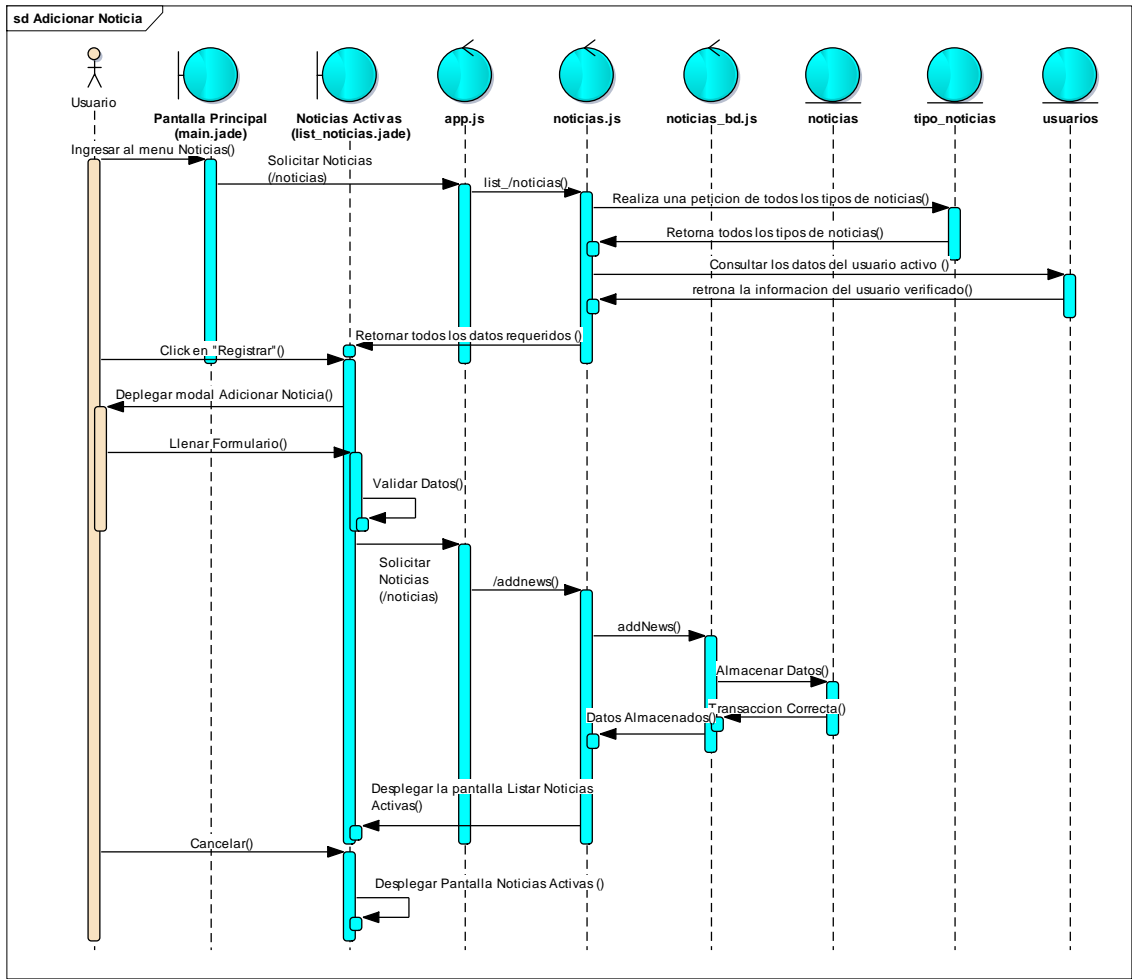 sd Adicionar Noticia
Usuario
Pantalla Principal
(main.jade)
Noticias Activas
(list_noticias.jade)
app.js
noticias.js
noticias_bd.js
noticias
tipo_noticias
usuarios
Ingresar al menu Noticias()
Solicitar Noticias
(/noticias)
list_/noticias()
Realiza una peticion de todos los tipos de noticias()
Retorna todos los tipos de noticias()
Consultar los datos del usuario activo ()
retrona la informacion del usuario verificado()
Retornar todos los datos requeridos ()
Click en "Registrar"()
Deplegar modal Adicionar Noticia()
Llenar Formulario()
Validar Datos()
Solicitar
Noticias
(/noticias)
/addnews()
addNews()
Almacenar Datos()
Transaccion Correcta()
Datos Almacenados()
Desplegar la pantalla Listar Noticias
Activas()
Cancelar()
Desplegar Pantalla Noticias Activas ()